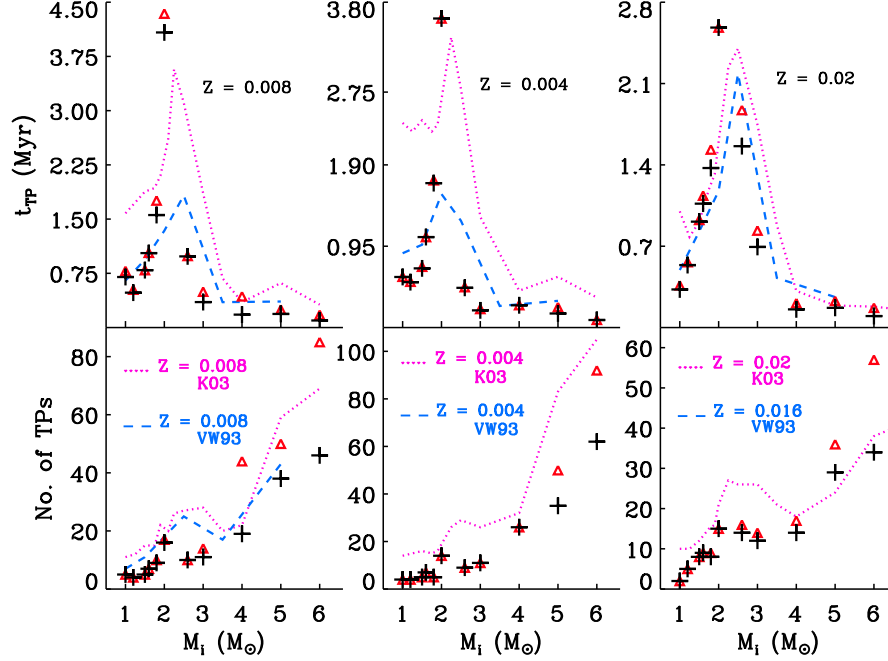 4.50
3.75
3.00
2.25
1.50
0.75
t_TP (Myr)
Z = 0.008
3.80
2.75
1.90
0.95
Z = 0.004
2.8
2.1
1.4
0.7
Z = 0.02
80
60
40
20
0
No. of TPs
Z = 0.008
K03
Z = 0.008
VW93
1 2 3 4 5 6
M_i (M_⊙)
100
80
60
40
20
0
Z = 0.004
K03
Z = 0.004
VW93
1 2 3 4 5 6
M_i (M_⊙)
60
50
40
30
20
10
0
Z = 0.02
K03
Z = 0.016
VW93
1 2 3 4 5 6
M_i (M_⊙)